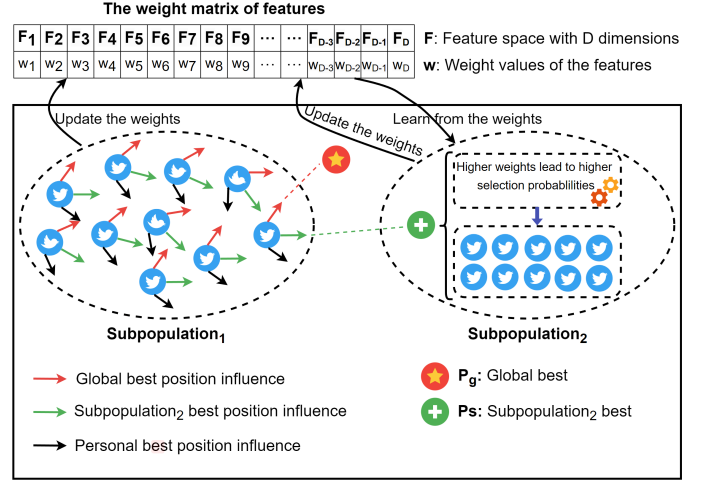 The weight matrix of features
F1 F2 F3 F4 F5 F6 F7 F8 F9 ... ... FD-3 FD-2 FD-1 FD
w1 w2 w3 w4 w5 w6 w7 w8 w9 ... ... wD-3 wD-2 wD-1 wD
F: Feature space with D dimensions
w: Weight values of the features
Update the weights
Update the weights
Learn from the weights
Higher weights lead to higher
selection probablilities
Subpopulation1
Subpopulation2
Global best position influence
Subpopulation2 best position influence
Personal best position influence
Pg: Global best
Ps: Subpopulation2 best